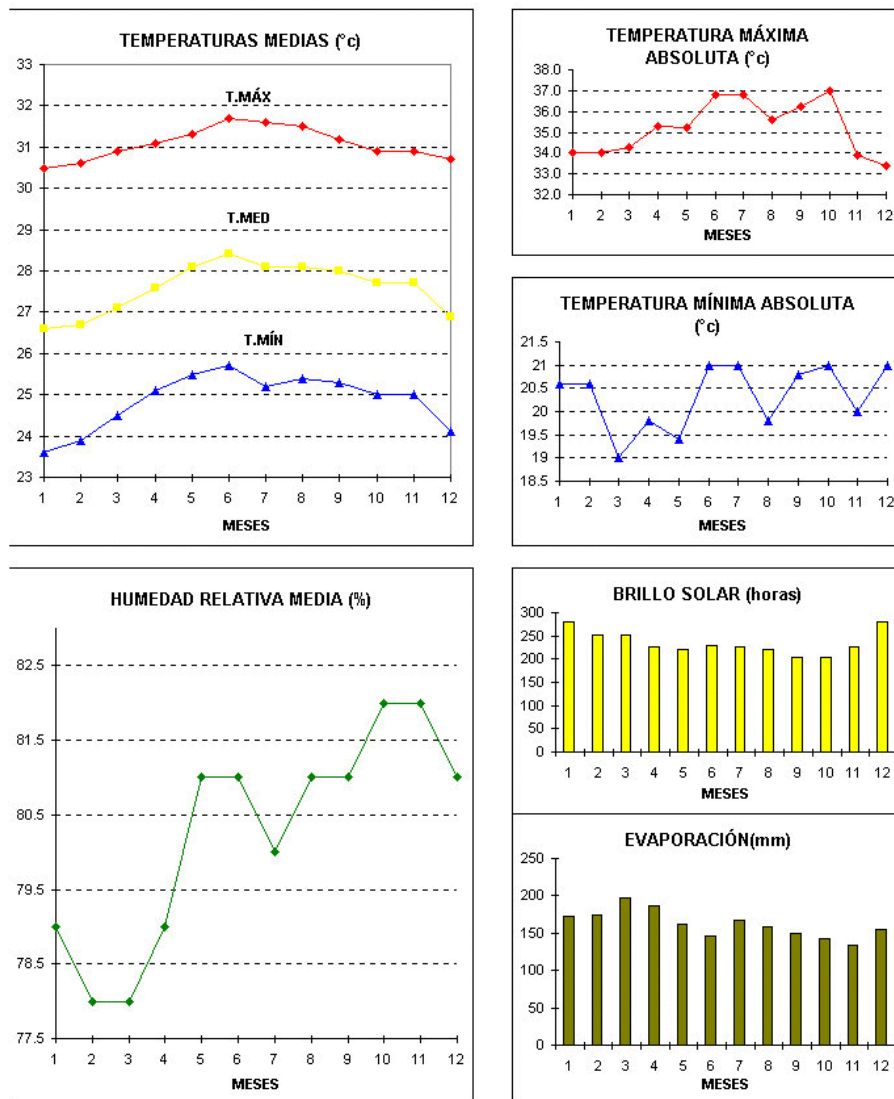 TEMPERATURAS MEDIAS (°c)
33
32
31
30
29
28
27
26
25
24
23
T.MÁX
T.MED
T.MÍN
1 2 3 4 5 6 7 8 9 10 11 12
MESES
TEMPERATURA MÁXIMA
ABSOLUTA (°c)
38.0
37.0
36.0
35.0
34.0
33.0
32.0
1 2 3 4 5 6 7 8 9 10 11 12
MESES
TEMPERATURA MÍNIMA ABSOLUTA
(°c)
21.5
21
20.5
20
19.5
19
18.5
1 2 3 4 5 6 7 8 9 10 11 12
MESES
HUMEDAD RELATIVA MEDIA (%)
82.5
81.5
80.5
79.5
78.5
77.5
1 2 3 4 5 6 7 8 9 10 11 12
MESES
BRILLO SOLAR (horas)
300
250
200
150
100
50
0
1 2 3 4 5 6 7 8 9 10 11 12
MESES
EVAPORACIÓN(mm)
250
200
150
100
50
0
1 2 3 4 5 6 7 8 9 10 11 12
MESES